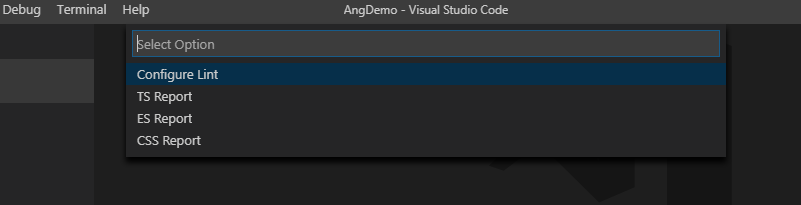 Debug Terminal Help AngDemo - Visual Studio Code
Select Option
Configure Lint
TS Report
ES Report
CSS Report